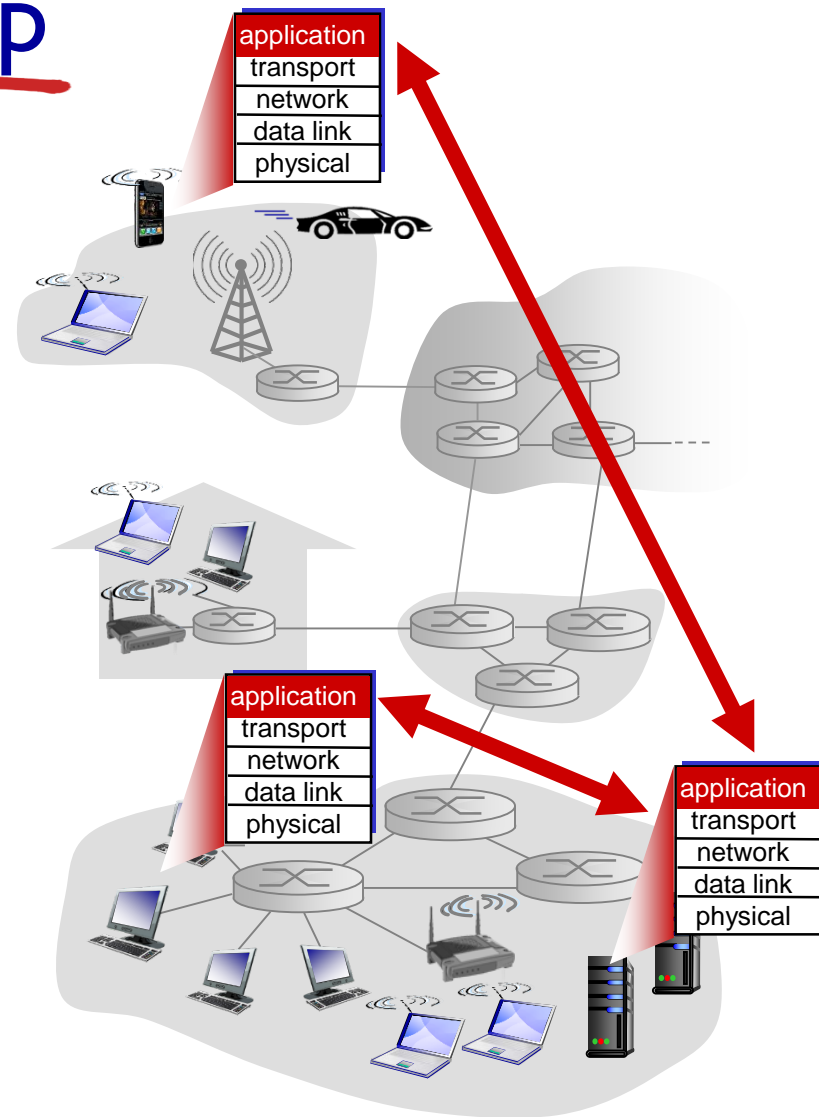 p
application
transport
network
data link
physical
application
transport
network
data link
physical
application
transport
network
data link
physical